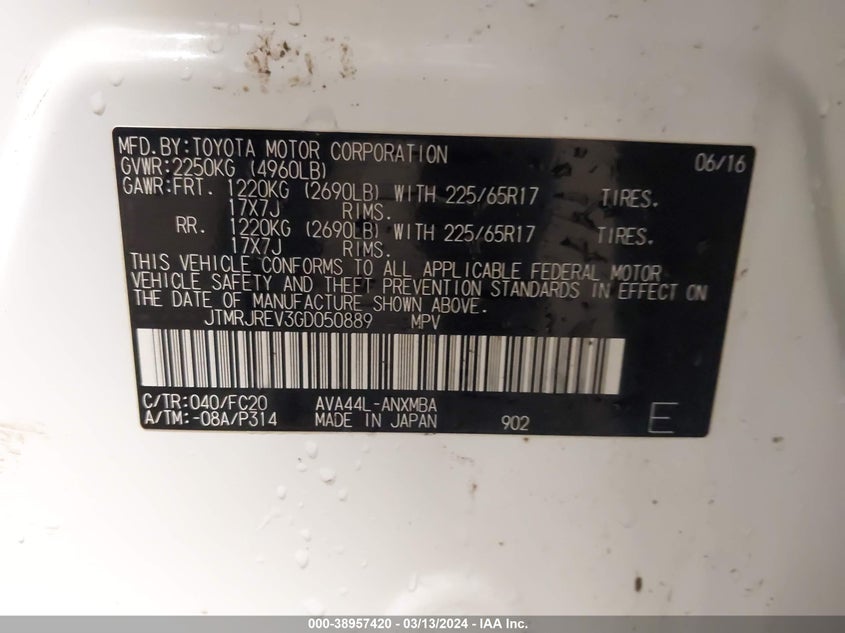 MFD.BY:TOYOTA MOTOR CORPORATION 06/16
GVWR:2250KG (4960LB)
GAWR:FRT. 1220KG (2690LB) WITH 225/65R17 TIRES.
17X7J RIMS.
RR. 1220KG (2690LB) WITH 225/65R17 TIRES.
17X7J RIMS.
THIS VEHICLE CONFORMS TO ALL APPLICABLE FEDERAL MOTOR
VEHICLE SAFETY AND THEFT PREVENTION STANDARDS IN EFFECT ON
THE DATE OF MANUFACTURE SHOWN ABOVE.
JTMRJREV3GD050889 MPV
C/TR:040/FC20 AVA44L-ANXMBA
A/TM:-08A/P314 MADE IN JAPAN 902 E
000-38957420 - 03/13/2024 - IAA Inc.